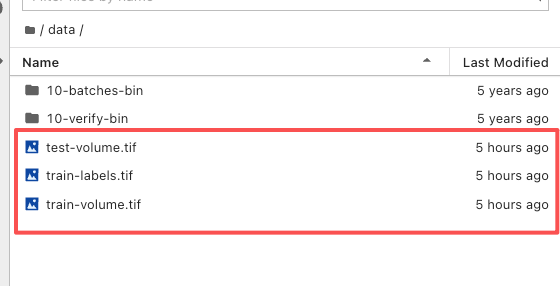 / data /
Name Last Modified
10-batches-bin 5 years ago
10-verify-bin 5 years ago
test-volume.tif 5 hours ago
train-labels.tif 5 hours ago
train-volume.tif 5 hours ago